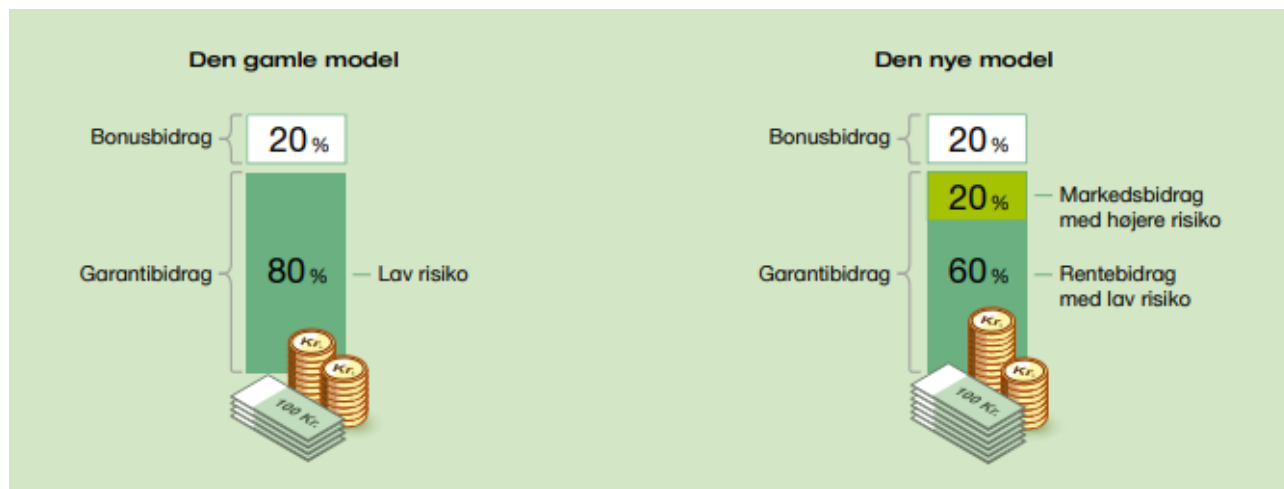 Den gamle model
Bonusbidrag
20 %
Garantibidrag
80 %
Lav risiko
Kr.
Kr.
100 Kr.
Den nye model
Bonusbidrag
20 %
20 %
Markedsbidrag
med højere risiko
Garantibidrag
60 %
Rentebidrag
med lav risiko
Kr.
Kr.
100 Kr.